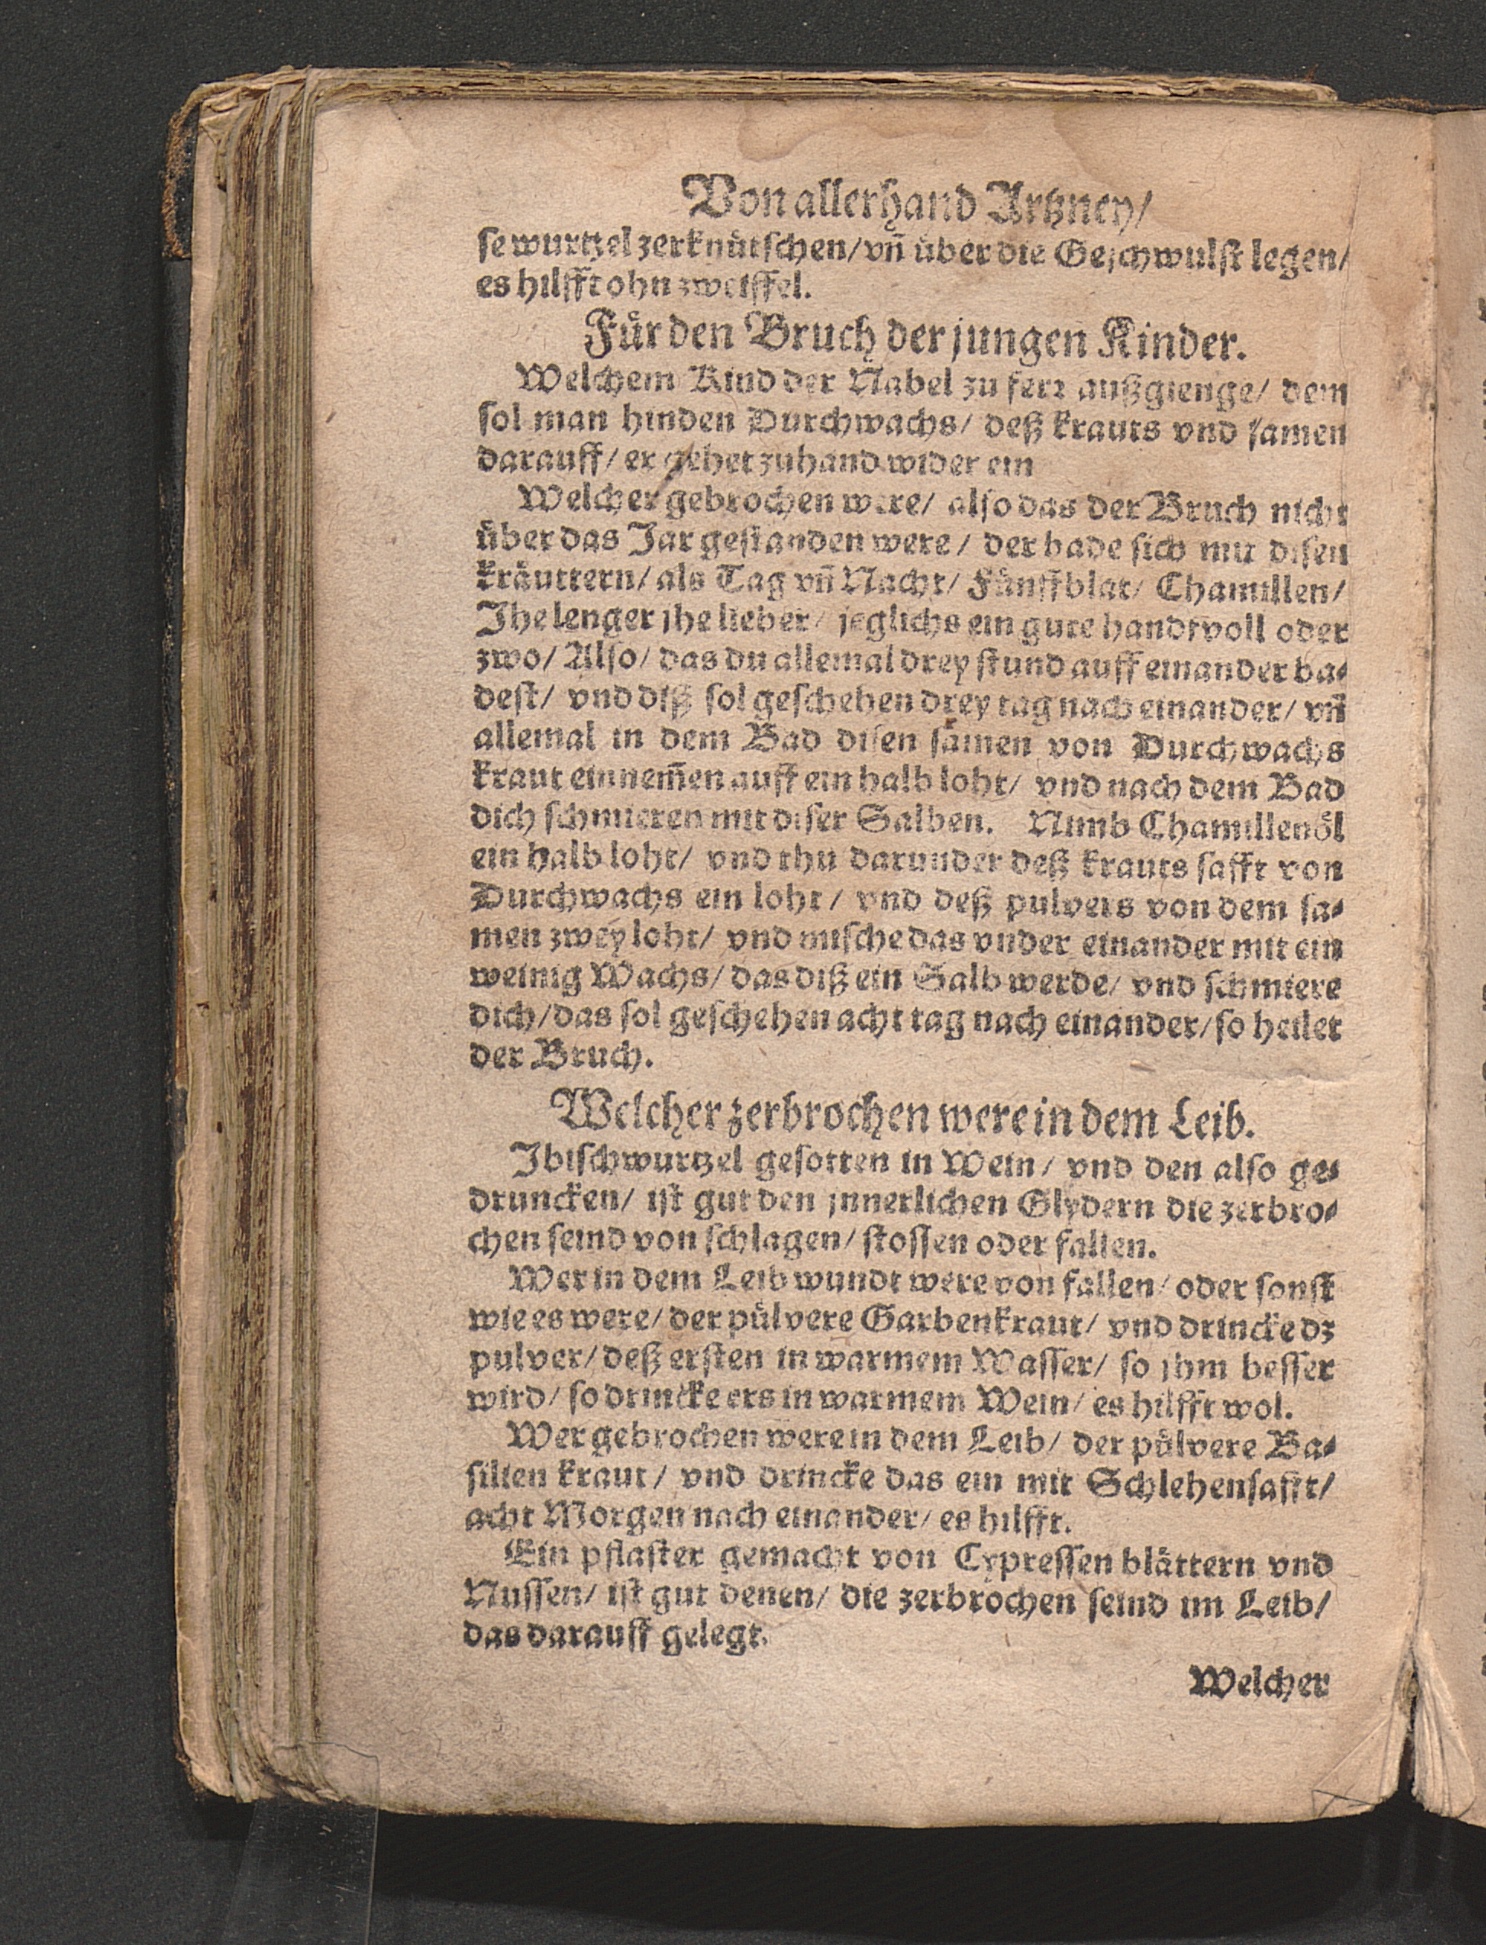 Von allerhand Artzney/
se wurtzel zerknütschen/ vñ über die Geschwulst legen/
es hilfft ohn zweiffel.
Für den Bruch der jungen Kinder.
Welchem Kind der Nabel zu ferr außgienge/ dem
sol man binden Durchwachs/ deß krauts vnd samen
darauff/ er gehet zuhand wider ein
Welcher gebrochen were/ also das der Bruch nicht
über das Jar gestanden were/ der bade sich mit disen
kräuttern/ als Tag vñ Nacht/ Fünffblat/ Chamillen/
Jhe lenger jhe lieber/ jeglichs ein gute handtvoll oder
zwo/ Also/ das du allemal drey stund auff einander ba-
dest/ vnd diß sol geschehen drey tag nach einander/ vñ
allemal in dem Bad disen samen von Durchwachs
kraut einnem̃en auff ein halb loht/ vnd nach dem Bad
dich schmieren mit diser Salben. Nimb Chamillenöl
ein halb loht/ vnd thu darunder deß krauts safft von
Durchwachs ein loht/ vnd deß pulvers von dem sa-
men zwey loht/ vnd mische das vnder einander mit ein
weinig Wachs/ das diß ein Salb werde/ vnd schmiere
dich/ das sol geschehen acht tag nach einander/ so heilet
der Bruch.
Welcher zerbrochen were in dem Leib.
Jbischwurtzel gesotten in Wein/ vnd den also ge-
druncken/ ist gut den jnnerlichen Glydern die zerbro-
chen seind von schlagen/ stossen oder fallen.
Wer in dem Leib wundt were von fallen/ oder sonst
wie es were/ der pülvere Garbenkraut/ vnd drincke dz
pulver/ deß ersten in warmem Wasser/ so jhm besser
wird/ so drincke ers in warmem Wein/ es hilfft wol.
Wer gebrochen were in dem Leib/ der pülvere Ba-
silien kraut/ vnd drincke das ein mit Schlehensafft/
acht Morgen nach einander/ es hilfft.
Ein pflaster gemacht von Cypressen blättern vnd
Nussen/ ist gut denen/ die zerbrochen seind im Leib/
das darauff gelegt.
Welcher